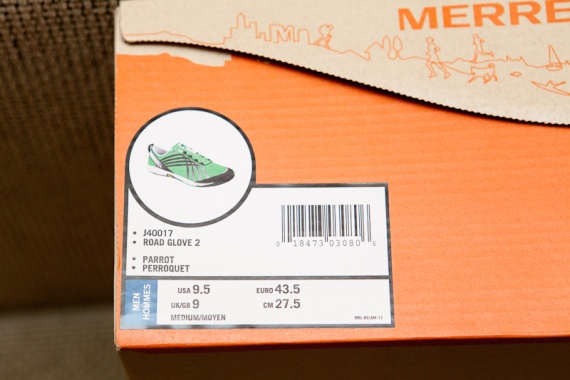 MERRE
• J40017
• ROAD GLOVE 2
• PARROT
• PERROQUET
0 18473 03080 6
MEN
HOMMES
USA 9.5 EURO 43.5
UK/GB 9 CM 27.5
MEDIUM/MOYEN